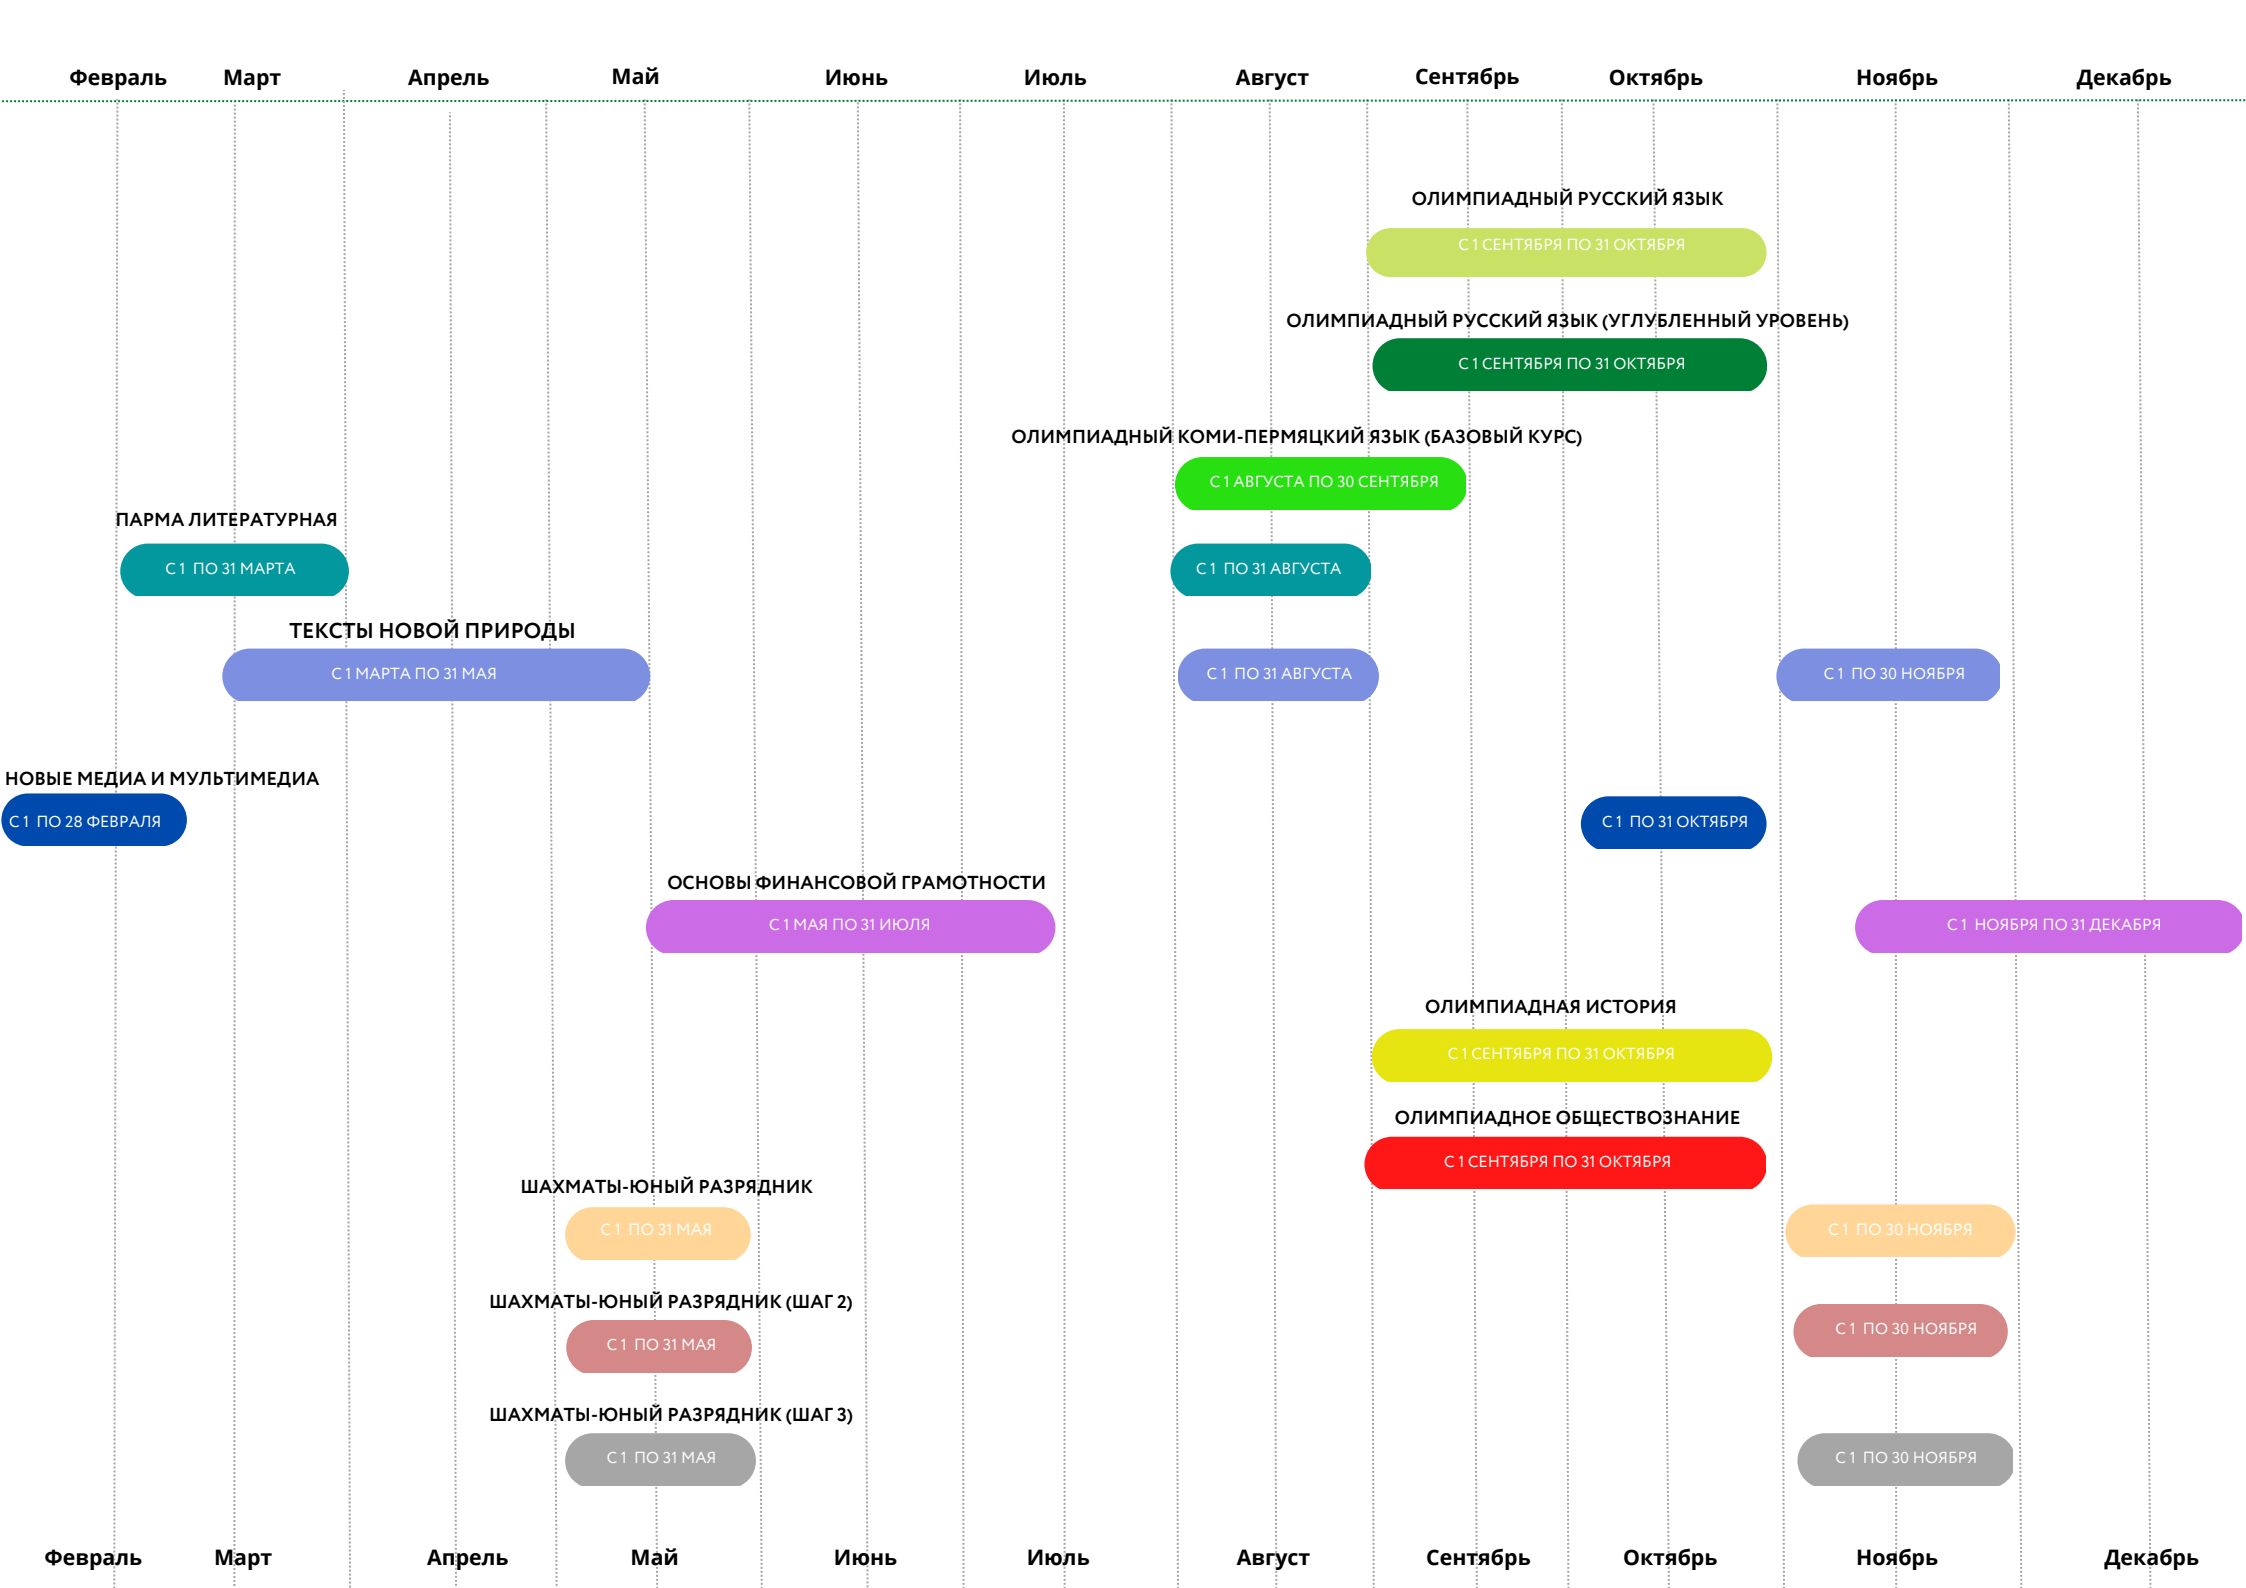 Февраль Март Апрель Май Июнь Июль Август Сентябрь Октябрь Ноябрь Декабрь
ОЛИМПИАДНЫЙ РУССКИЙ ЯЗЫК
С 1 СЕНТЯБРЯ ПО 31 ОКТЯБРЯ
ОЛИМПИАДНЫЙ РУССКИЙ ЯЗЫК (УГЛУБЛЕННЫЙ УРОВЕНЬ)
С 1 СЕНТЯБРЯ ПО 31 ОКТЯБРЯ
ОЛИМПИАДНЫЙ КОМИ-ПЕРМЯЦКИЙ ЯЗЫК (БАЗОВЫЙ КУРС)
С 1 АВГУСТА ПО 30 СЕНТЯБРЯ
ПАРМА ЛИТЕРАТУРНАЯ
С 1 ПО 31 МАРТА С 1 ПО 31 АВГУСТА
ТЕКСТЫ НОВОЙ ПРИРОДЫ
С 1 МАРТА ПО 31 МАЯ С 1 ПО 31 АВГУСТА С 1 ПО 30 НОЯБРЯ
НОВЫЕ МЕДИА И МУЛЬТИМЕДИА
С 1 ПО 28 ФЕВРАЛЯ С 1 ПО 31 ОКТЯБРЯ
ОСНОВЫ ФИНАНСОВОЙ ГРАМОТНОСТИ
С 1 МАЯ ПО 31 ИЮЛЯ С 1 НОЯБРЯ ПО 31 ДЕКАБРЯ
ОЛИМПИАДНАЯ ИСТОРИЯ
С 1 СЕНТЯБРЯ ПО 31 ОКТЯБРЯ
ОЛИМПИАДНОЕ ОБЩЕСТВОЗНАНИЕ
С 1 СЕНТЯБРЯ ПО 31 ОКТЯБРЯ
ШАХМАТЫ-ЮНЫЙ РАЗРЯДНИК
С 1 ПО 31 МАЯ С 1 ПО 30 НОЯБРЯ
ШАХМАТЫ-ЮНЫЙ РАЗРЯДНИК (ШАГ 2)
С 1 ПО 31 МАЯ С 1 ПО 30 НОЯБРЯ
ШАХМАТЫ-ЮНЫЙ РАЗРЯДНИК (ШАГ 3)
С 1 ПО 31 МАЯ С 1 ПО 30 НОЯБРЯ
Февраль Март Апрель Май Июнь Июль Август Сентябрь Октябрь Ноябрь Декабрь